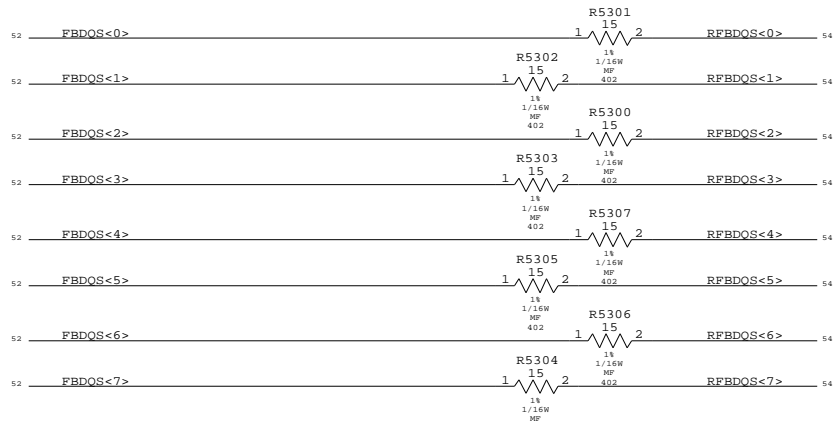 R5301
52 FBDQS<0> 1 15 2 RFBDQS<0> 54
1%
1/16W
MF
402
R5302
52 FBDQS<1> 1 15 2 RFBDQS<1> 54
1%
1/16W
MF
402
R5300
52 FBDQS<2> 1 15 2 RFBDQS<2> 54
1%
1/16W
MF
402
R5303
52 FBDQS<3> 1 15 2 RFBDQS<3> 54
1%
1/16W
MF
402
R5307
52 FBDQS<4> 1 15 2 RFBDQS<4> 54
1%
1/16W
MF
402
R5305
52 FBDQS<5> 1 15 2 RFBDQS<5> 54
1%
1/16W
MF
402
R5306
52 FBDQS<6> 1 15 2 RFBDQS<6> 54
1%
1/16W
MF
402
R5304
52 FBDQS<7> 1 15 2 RFBDQS<7> 54
1%
1/16W
MF